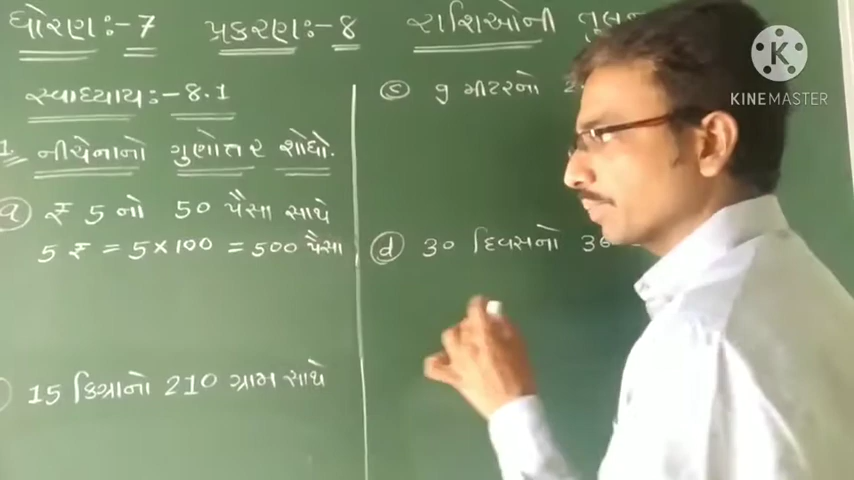 ધોરણ:-7 પ્રકરણ:-8 રાશિઓની
સ્વાધ્યાય:-8.1
1. નીચેનાનો ગુણોત્તર શોધો.
a ₹ 5 નો 50 પૈસા સાથે
5 ₹ = 5×100 = 500 પૈસા
15 કિગ્રાનો 210 ગ્રામ સાથે
c 9 મીટરનો
d 30 દિવસનો
K
KINEMASTER